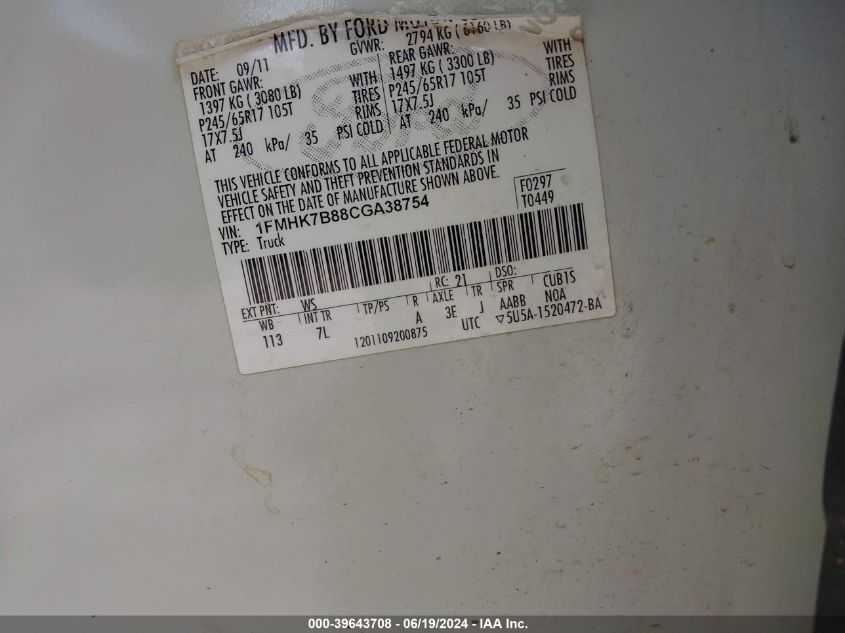 MFD. BY FORD MOTOR
DATE: 09/11 GVWR: 2794 KG ( 6160 LB)
FRONT GAWR: REAR GAWR:
1397 KG ( 3080 LB) WITH 1497 KG ( 3300 LB) WITH
P245/65R17 105T TIRES P245/65R17 105T TIRES
17X7.5J RIMS 17X7.5J RIMS
AT 240 kPa/ 35 PSI COLD AT 240 kPa/ 35 PSI COLD
THIS VEHICLE CONFORMS TO ALL APPLICABLE FEDERAL MOTOR
VEHICLE SAFETY AND THEFT PREVENTION STANDARDS IN
EFFECT ON THE DATE OF MANUFACTURE SHOWN ABOVE.
VIN: 1FMHK7B88CGA38754 F0297
TYPE: Truck T0449
EXT PNT: WS RC: 21 DSO:
WB INT TR TP/PS R AXLE TR SPR CUB1S
113 7L A 3E J AABB NOA
1201109200875 UTC ▽5U5A-1520472-BA
000-39643708 - 06/19/2024 - IAA Inc.